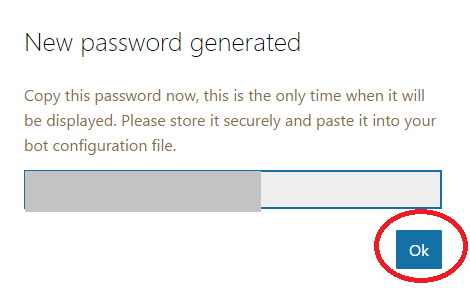 New password generated
Copy this password now, this is the only time when it will
be displayed. Please store it securely and paste it into your
bot configuration file.
Ok